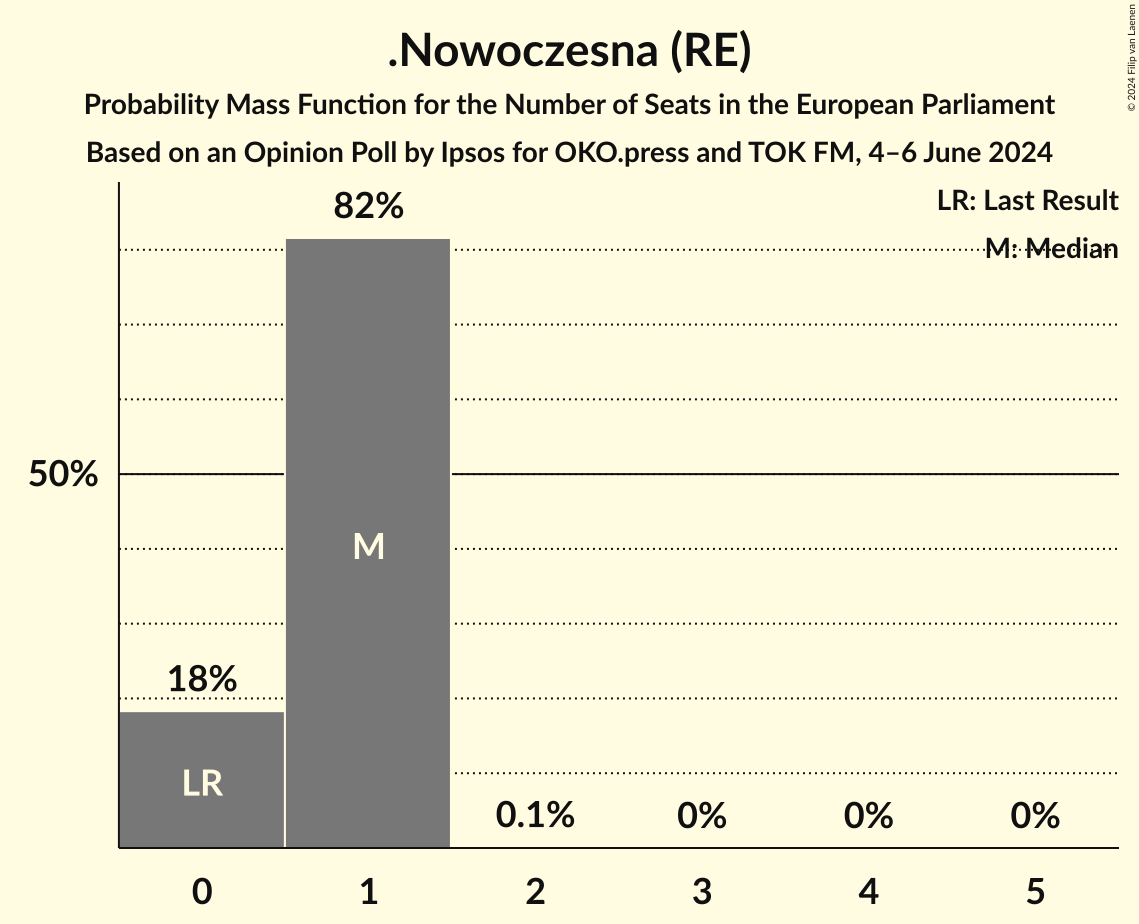 .Nowoczesna (RE)
Probability Mass Function for the Number of Seats in the European Parliament
Based on an Opinion Poll by Ipsos for OKO.press and TOK FM, 4–6 June 2024
© 2024 Filip van Laenen
LR: Last Result
M: Median
82%
50%
M
18%
LR
0.1%
0%
0%
0%
0
1
2
3
4
5